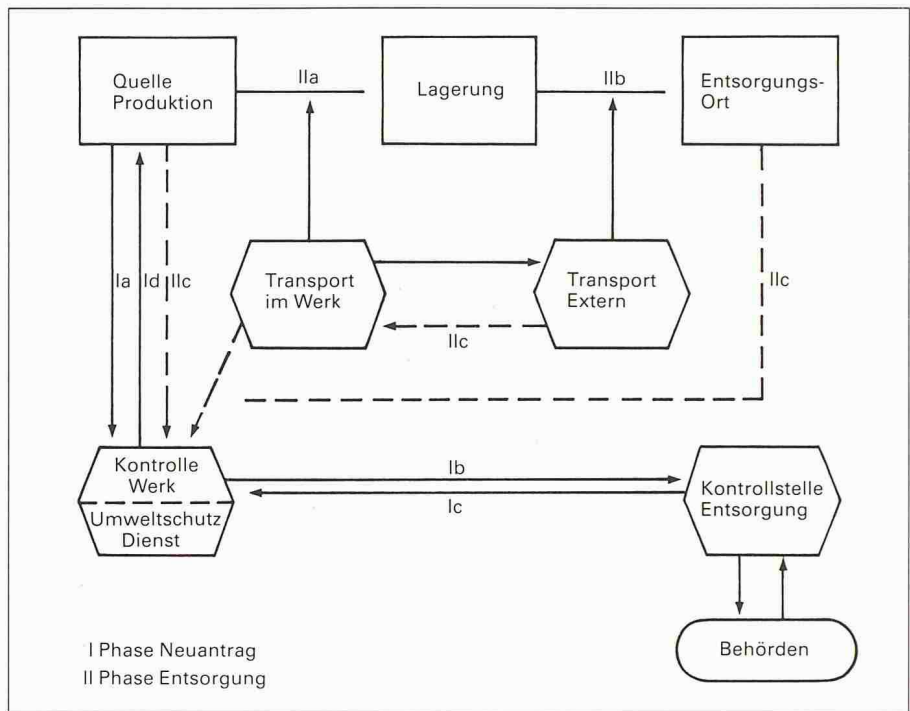 Quelle
Produktion
IIa
Lagerung
IIb
Entsorgungs-
Ort
Ia
Id
IIc
Transport
im Werk
Transport
Extern
IIc
IIc
Kontrolle
Werk
Umweltschutz
Dienst
Ib
Ic
Kontrollstelle
Entsorgung
Behörden
I Phase Neuantrag
II Phase Entsorgung